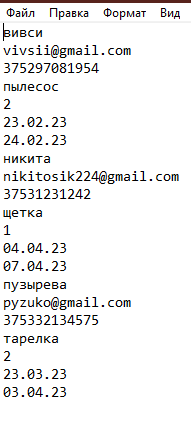 Файл Правка Формат Вид
вивси
vivsii@gmail.com
375297081954
пылесос
2
23.02.23
24.02.23
никита
nikitosik224@gmail.com
37531231242
щетка
1
04.04.23
07.04.23
пузырева
pyzuko@gmail.com
375332134575
тарелка
2
23.03.23
03.04.23